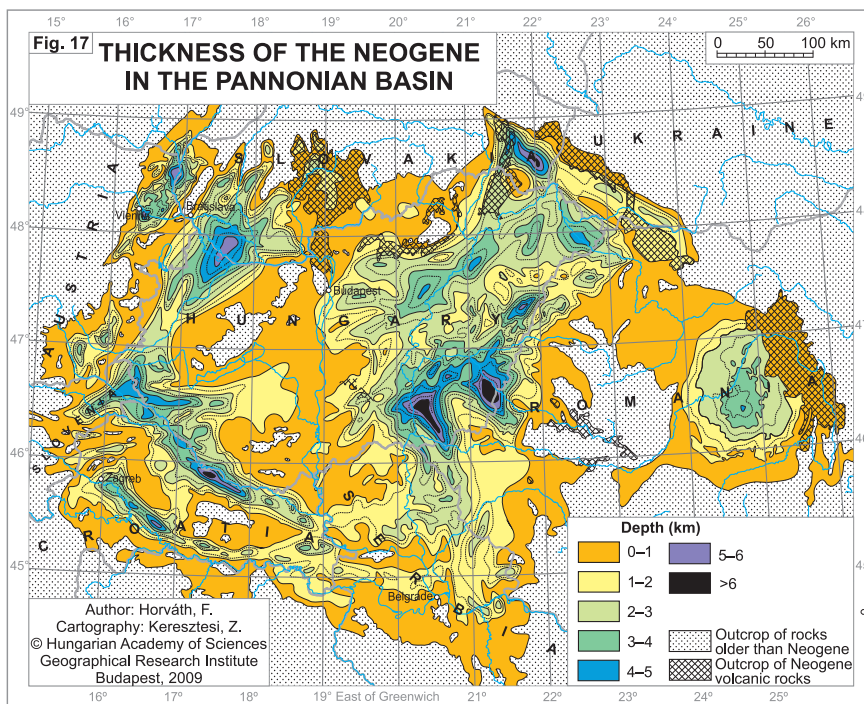 15° 16° 17° 18° 19° 20° 21° 22° 23° 24° 25° 26°
Fig. 17
THICKNESS OF THE NEOGENE
IN THE PANNONIAN BASIN
0 50 100 km
49°
48°
47°
46°
45°
UKRAINE
SLOVAKIA
AUSTRIA
Vienna
Bratislava
Budapest
HUNGARY
ROMANIA
SLOVENIA
Zagreb
CROATIA
SERBIA
Belgrade
Depth (km)
0–1
1–2
2–3
3–4
4–5
5–6
>6
Outcrop of rocks
older than Neogene
Outcrop of Neogene
volcanic rocks
Author: Horváth, F.
Cartography: Keresztesi, Z.
© Hungarian Academy of Sciences
Geographical Research Institute
Budapest, 2009
16° 17° 18° 19° East of Greenwich 20° 21° 22° 23° 24° 25°